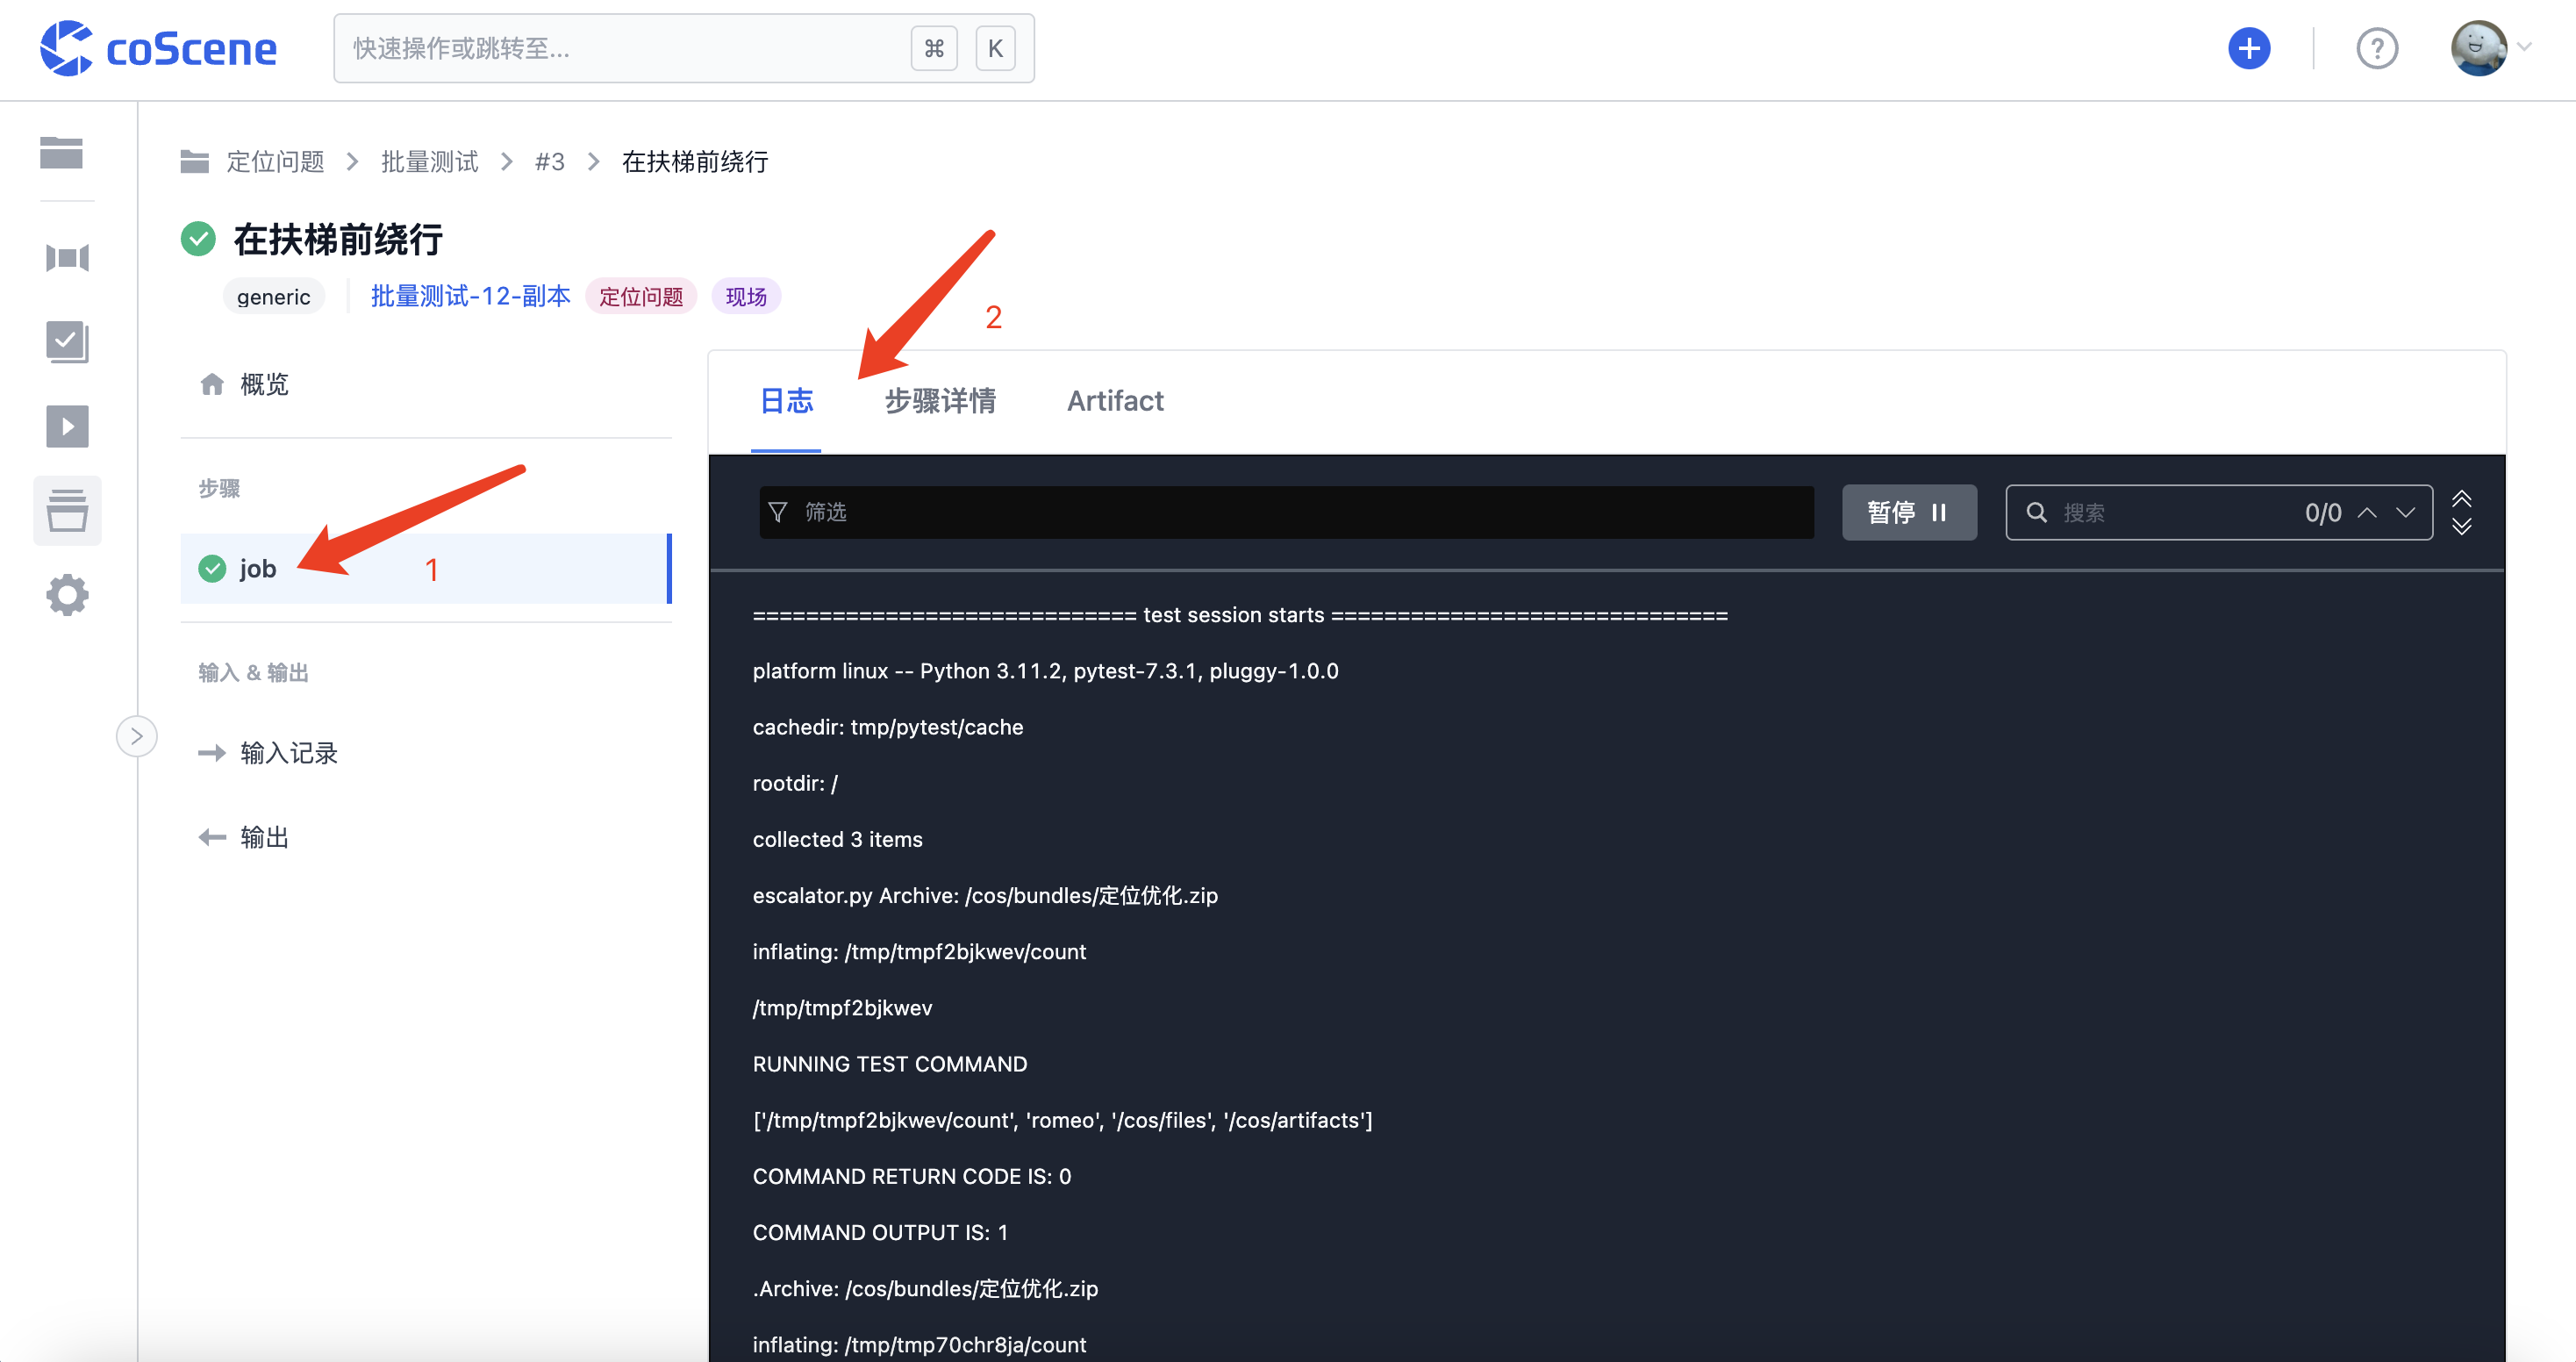 coScene
快速操作或跳转至...
⌘ K
定位问题 > 批量测试 > #3 > 在扶梯前绕行
在扶梯前绕行
generic 批量测试-12-副本 定位问题 现场
2
概览
日志 步骤详情 Artifact
步骤
筛选 暂停 搜索 0/0
job 1
输入 & 输出
输入记录
输出
============================= test session starts ==============================
platform linux -- Python 3.11.2, pytest-7.3.1, pluggy-1.0.0
cachedir: tmp/pytest/cache
rootdir: /
collected 3 items
escalator.py Archive: /cos/bundles/定位优化.zip
inflating: /tmp/tmpf2bjkwev/count
/tmp/tmpf2bjkwev
RUNNING TEST COMMAND
['/tmp/tmpf2bjkwev/count', 'romeo', '/cos/files', '/cos/artifacts']
COMMAND RETURN CODE IS: 0
COMMAND OUTPUT IS: 1
.Archive: /cos/bundles/定位优化.zip
inflating: /tmp/tmp70chr8ja/count